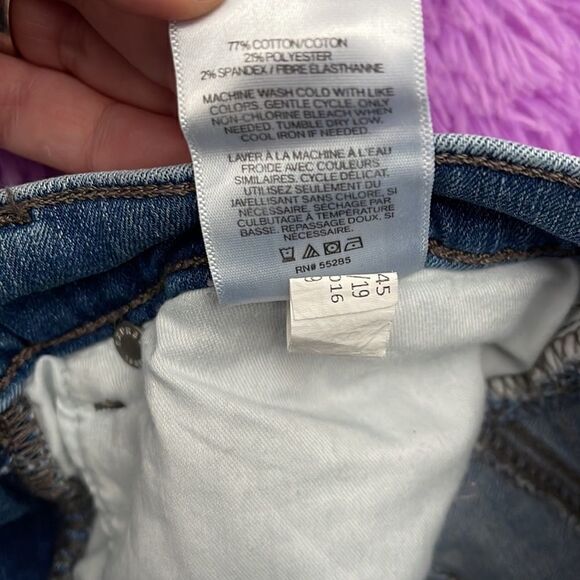 77% COTTON/COTON
21% POLYESTER
2% SPANDEX/FIBRE ÉLASTHANNE
MACHINE WASH COLD WITH LIKE
COLORS. GENTLE CYCLE. ONLY
NON-CHLORINE BLEACH WHEN
NEEDED. TUMBLE DRY LOW.
COOL IRON IF NEEDED.
LAVER À LA MACHINE À L'EAU
FROIDE AVEC COULEURS
SIMILAIRES CYCLE DÉLICAT.
UTILISEZ SEULEMENT DU
JAVELLISANT SANS CHLORE, SI
NÉCESSAIRE. SÉCHAGE PAR
CULBUTAGE À TEMPÉRATURE
BASSE. REPASSAGE DOUX, SI
NÉCESSAIRE.
RN# 55285
45
/19
016